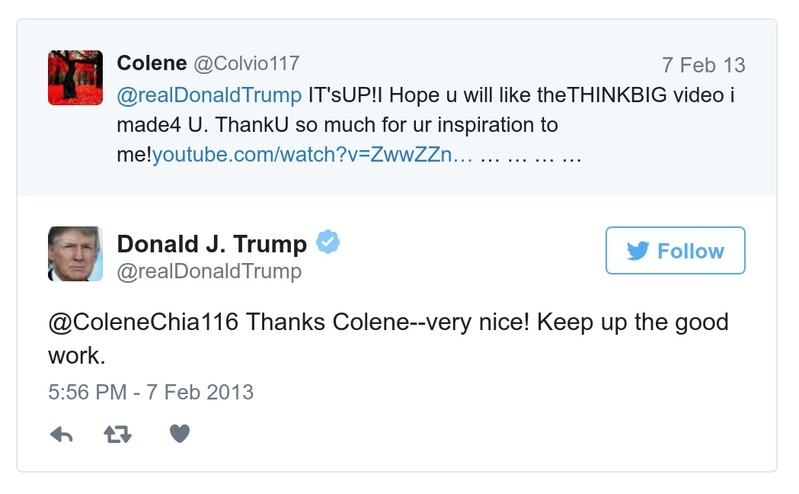 Colene @Colvio117 7 Feb 13
@realDonaldTrump IT'sUP!I Hope u will like theTHINKBIG video i
made4 U. ThankU so much for ur inspiration to
me!youtube.com/watch?v=ZwwZZn… … … … …
Donald J. Trump
@realDonaldTrump
Follow
@ColeneChia116 Thanks Colene--very nice! Keep up the good
work.
5:56 PM - 7 Feb 2013